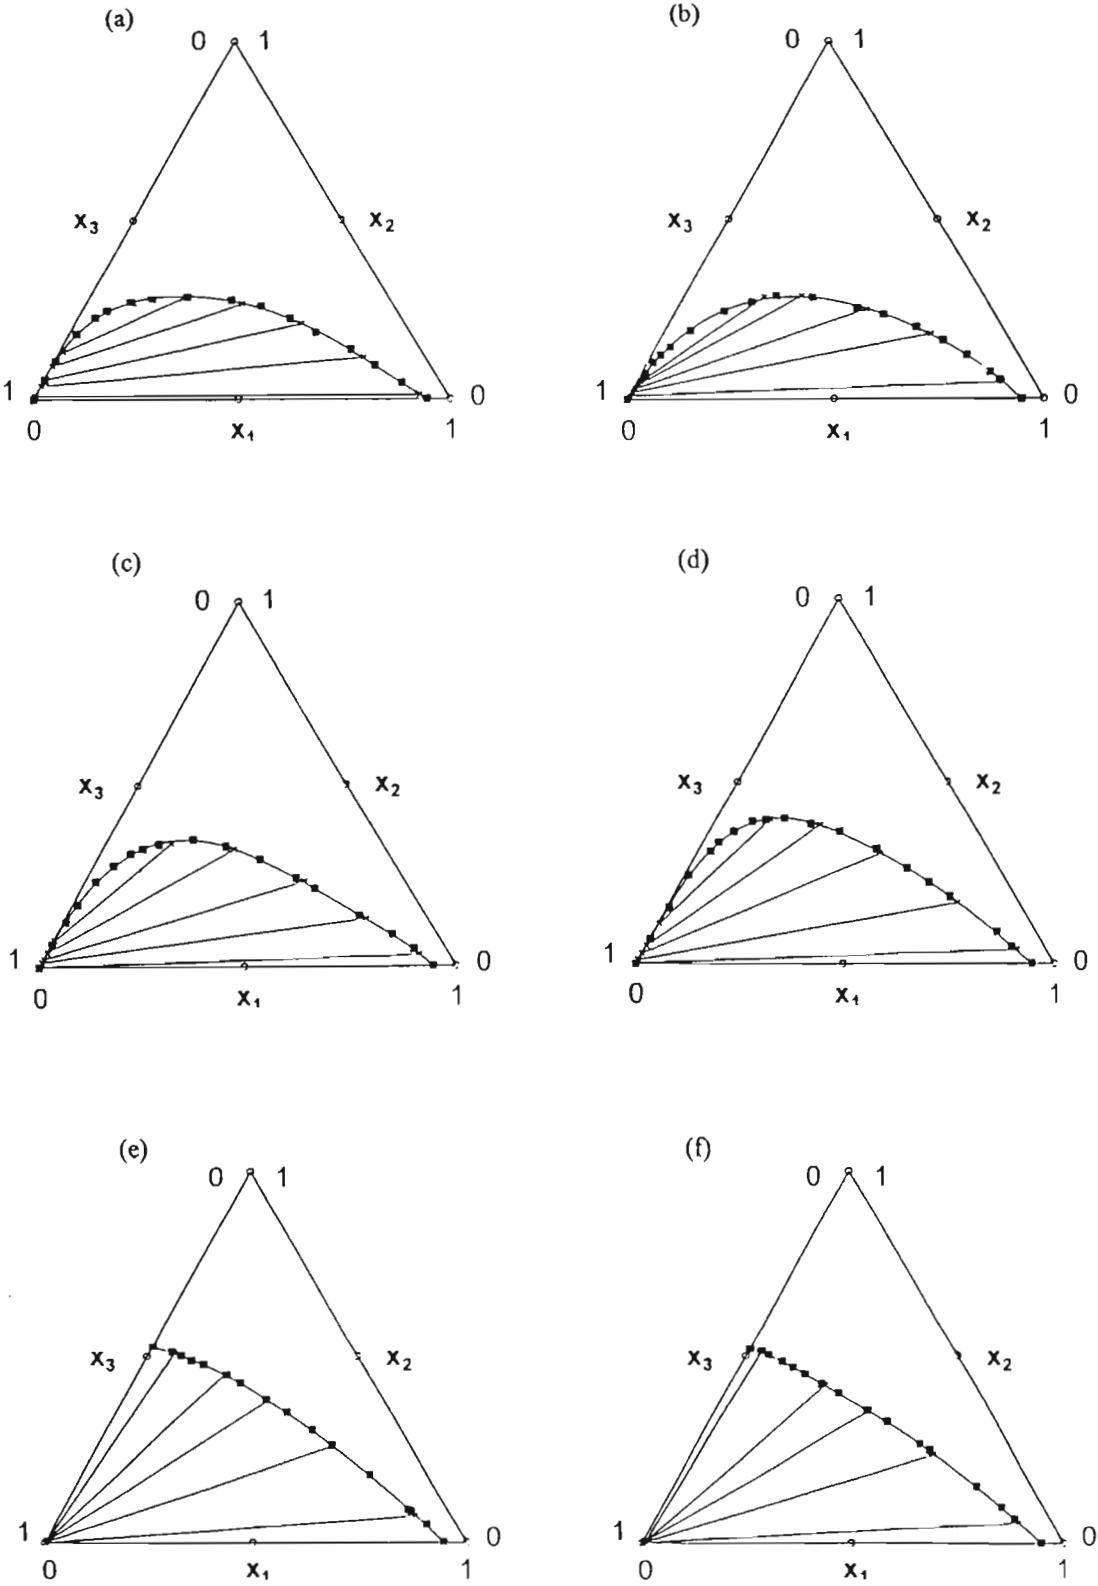 (a) (b)
0 1 0 1
x₃ x₂ x₃ x₂
1 0 1 0
0 x₁ 1 0 x₁ 1
(c) (d)
0 1 0 1
x₃ x₂ x₃ x₂
1 0 1 0
0 x₁ 1 0 x₁ 1
(e) (f)
0 1 0 1
x₃ x₂ x₃ x₂
1 0 1 0
0 x₁ 1 0 x₁ 1